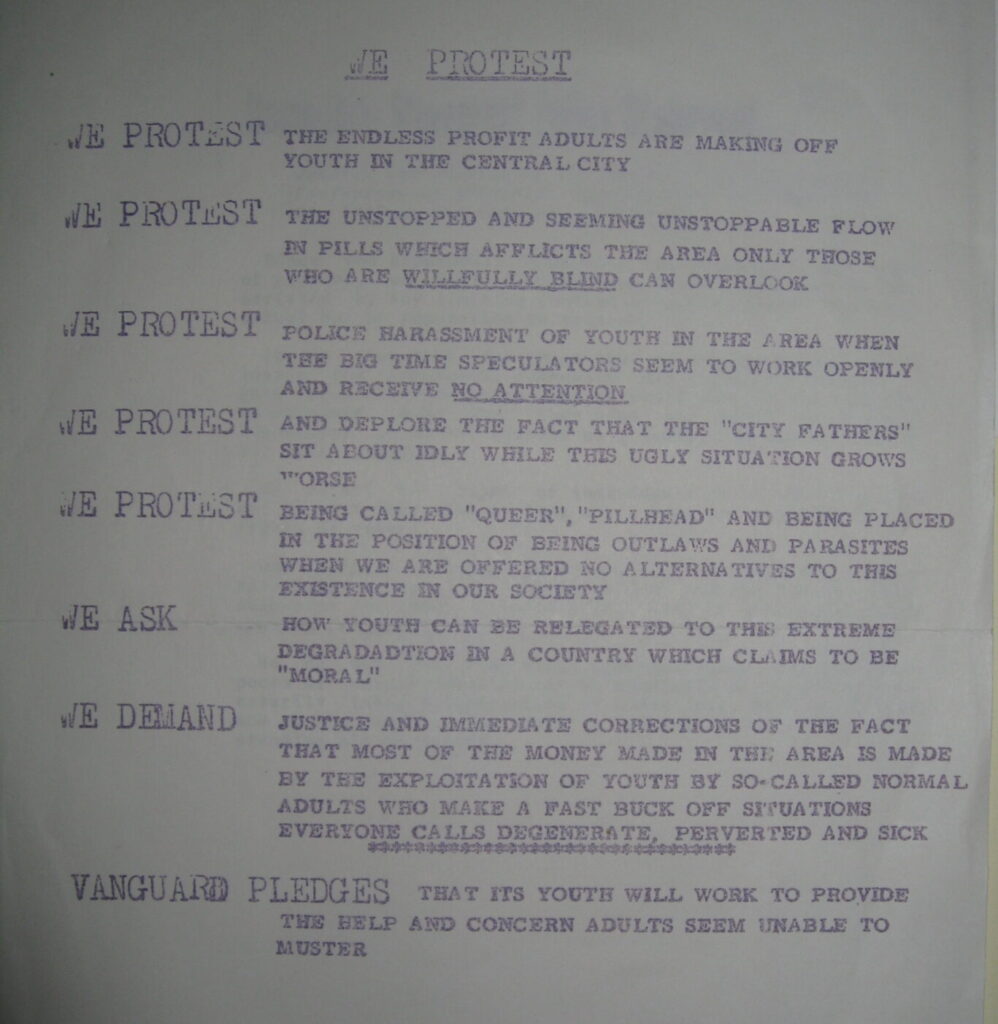 WE PROTEST
WE PROTEST THE ENDLESS PROFIT ADULTS ARE MAKING OFF
YOUTH IN THE CENTRAL CITY
WE PROTEST THE UNSTOPPED AND SEEMING UNSTOPPABLE FLOW
IN PILLS WHICH AFFLICTS THE AREA ONLY THOSE
WHO ARE WILLFULLY BLIND CAN OVERLOOK
WE PROTEST POLICE HARASSMENT OF YOUTH IN THE AREA WHEN
THE BIG TIME SPECULATORS SEEM TO WORK OPENLY
AND RECEIVE NO ATTENTION
WE PROTEST AND DEPLORE THE FACT THAT THE "CITY FATHERS"
SIT ABOUT IDLY WHILE THIS UGLY SITUATION GROWS
WORSE
WE PROTEST BEING CALLED "QUEER","PILLHEAD" AND BEING PLACED
IN THE POSITION OF BEING OUTLAWS AND PARASITES
WHEN WE ARE OFFERED NO ALTERNATIVES TO THIS
EXISTENCE IN OUR SOCIETY
WE ASK HOW YOUTH CAN BE RELEGATED TO THIS EXTREME
DEGRADADTION IN A COUNTRY WHICH CLAIMS TO BE
"MORAL"
WE DEMAND JUSTICE AND IMMEDIATE CORRECTIONS OF THE FACT
THAT MOST OF THE MONEY MADE IN THE AREA IS MADE
BY THE EXPLOITATION OF YOUTH BY SO-CALLED NORMAL
ADULTS WHO MAKE A FAST BUCK OFF SITUATIONS
EVERYONE CALLS DEGENERATE, PERVERTED AND SICK
************************************
VANGUARD PLEDGES THAT ITS YOUTH WILL WORK TO PROVIDE
THE HELP AND CONCERN ADULTS SEEM UNABLE TO
MUSTER